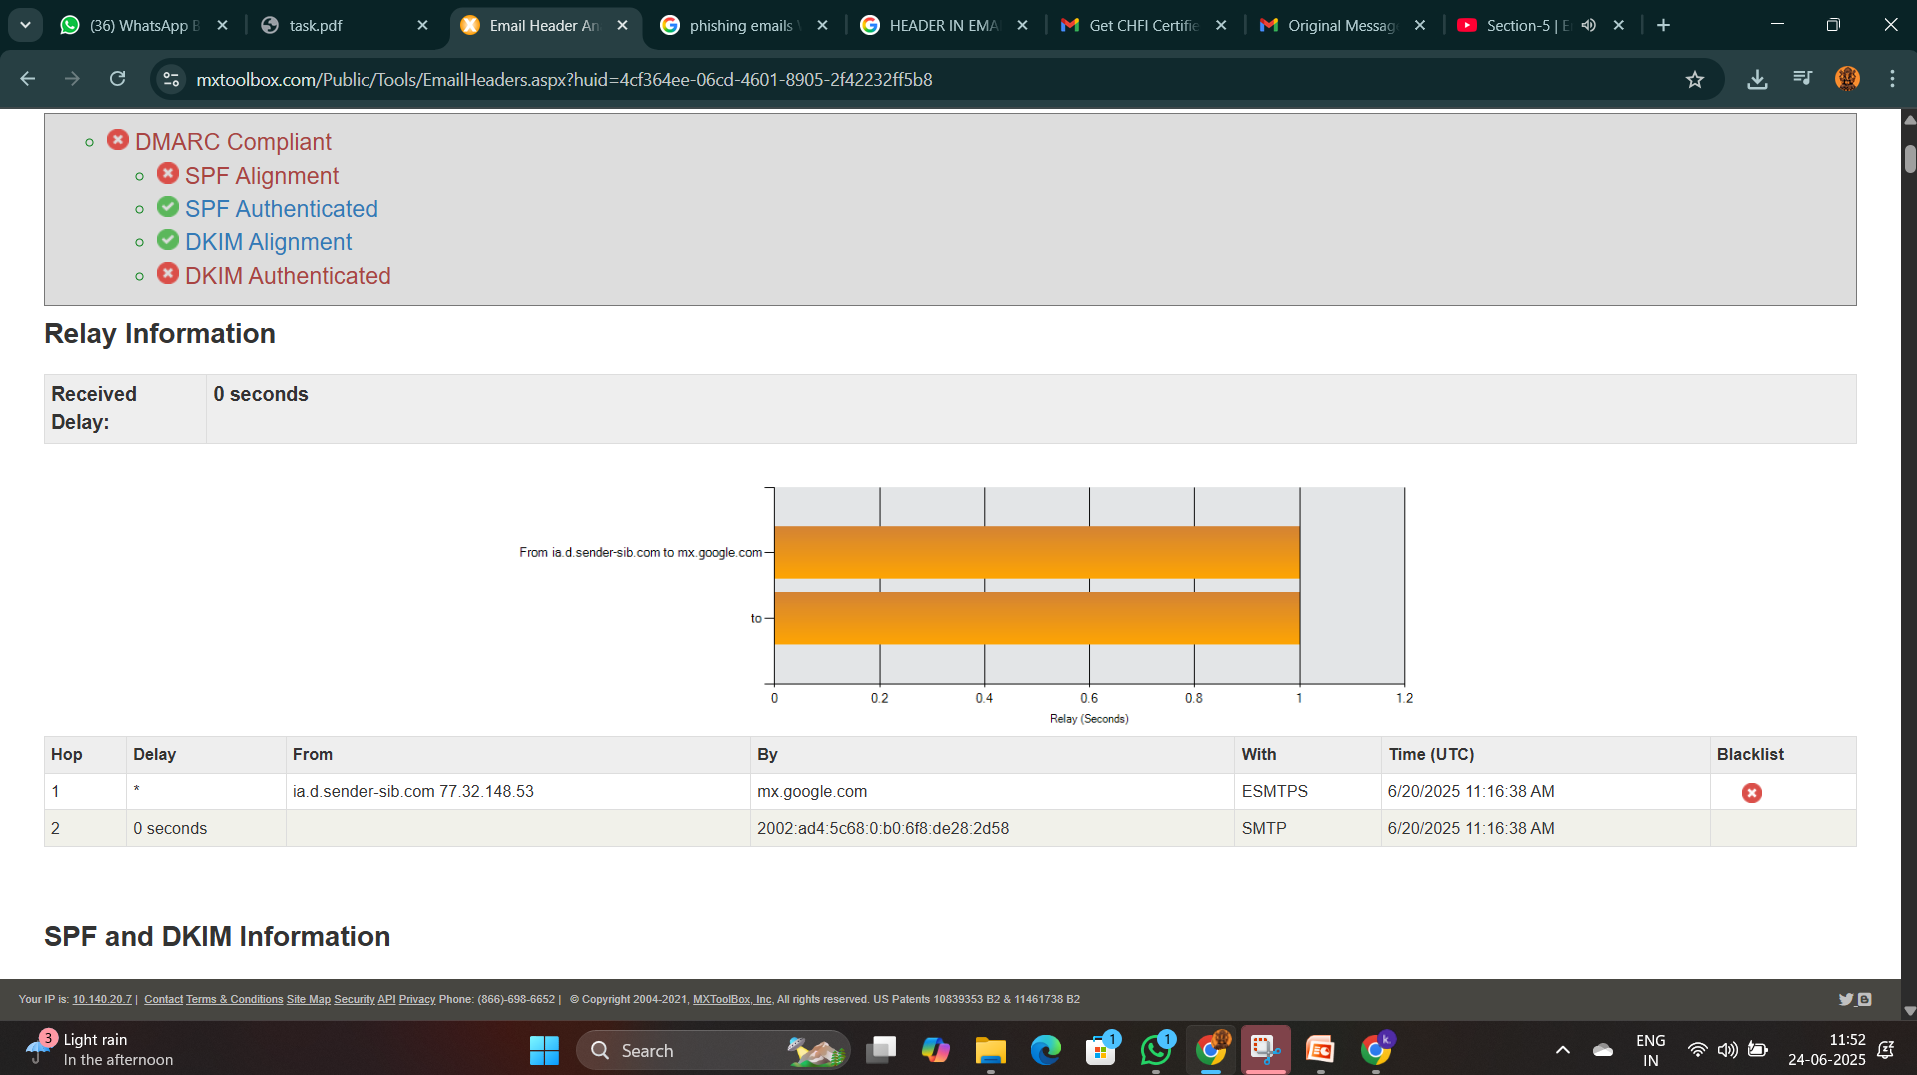 (36) WhatsApp B
task.pdf
Email Header An
phishing emails
HEADER IN EMA
Get CHFI Certifie
Original Messag
Section-5 | E
mxtoolbox.com/Public/Tools/EmailHeaders.aspx?huid=4cf364ee-06cd-4601-8905-2f42232ff5b8
DMARC Compliant
SPF Alignment
SPF Authenticated
DKIM Alignment
DKIM Authenticated
Relay Information
Received Delay: 0 seconds
From ia.d.sender-sib.com to mx.google.com
to
0 0.2 0.4 0.6 0.8 1 1.2
Relay (Seconds)
Hop Delay From By With Time (UTC) Blacklist
1 * ia.d.sender-sib.com 77.32.148.53 mx.google.com ESMTPS 6/20/2025 11:16:38 AM
2 0 seconds 2002:ad4:5c68:0:b0:6f8:de28:2d58 SMTP 6/20/2025 11:16:38 AM
SPF and DKIM Information
Your IP is: 10.140.20.7 | Contact Terms & Conditions Site Map Security API Privacy Phone: (866)-698-6652 | © Copyright 2004-2021, MXToolBox, Inc, All rights reserved. US Patents 10839353 B2 & 11461738 B2
3
Light rain
In the afternoon
Search
1
1
k.
ENG
IN
11:52
24-06-2025